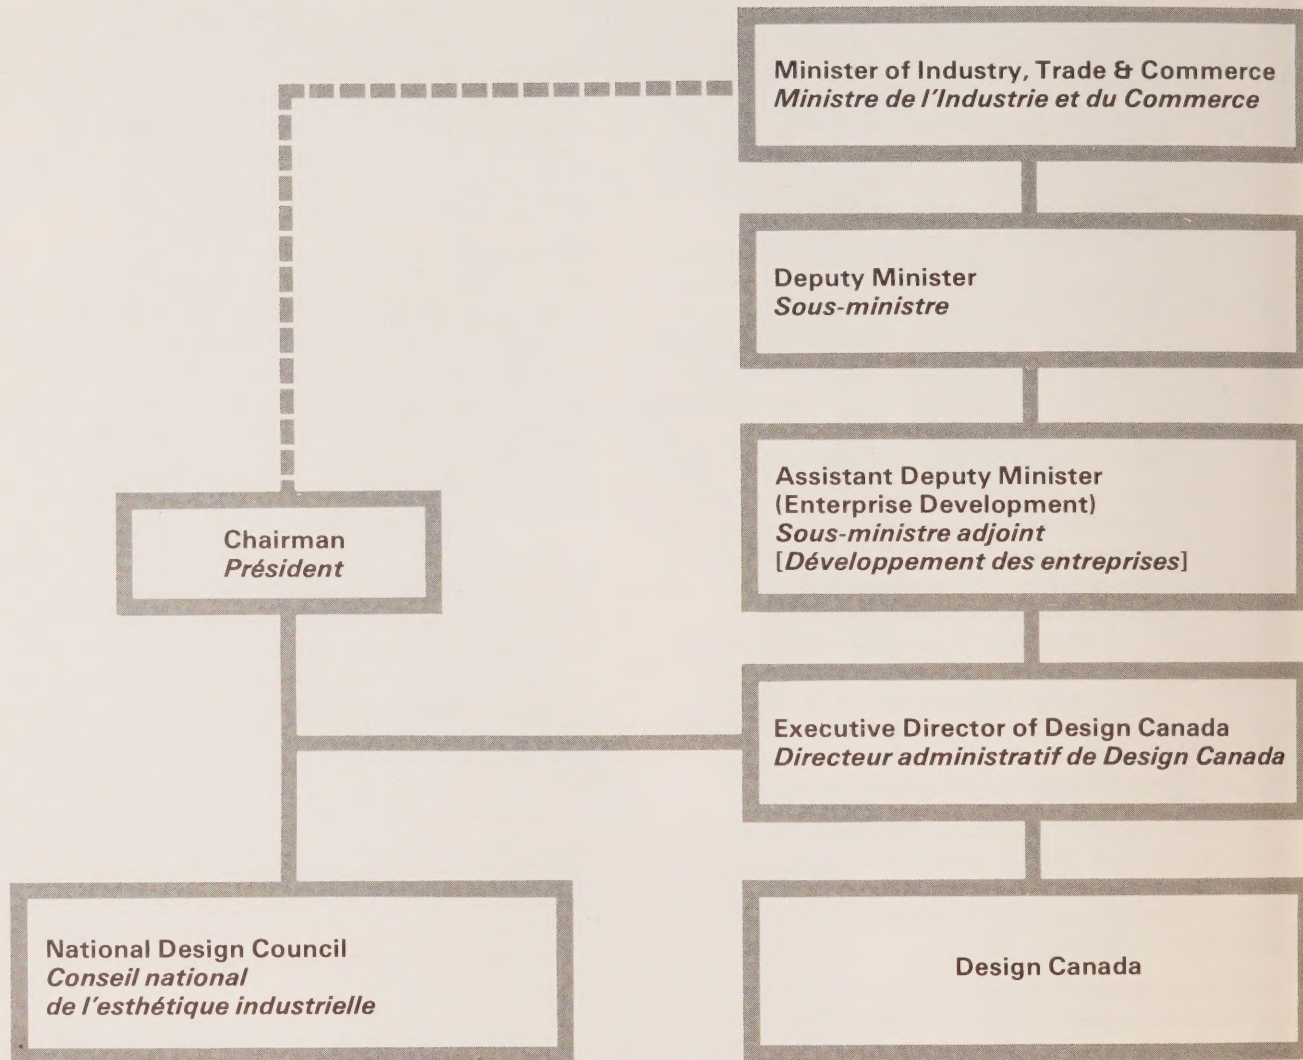 Minister of Industry, Trade & Commerce
Ministre de l'Industrie et du Commerce
Deputy Minister
Sous-ministre
Assistant Deputy Minister
(Enterprise Development)
Sous-ministre adjoint
[Développement des entreprises]
Chairman
Président
Executive Director of Design Canada
Directeur administratif de Design Canada
National Design Council
Conseil national
de l'esthétique industrielle
Design Canada